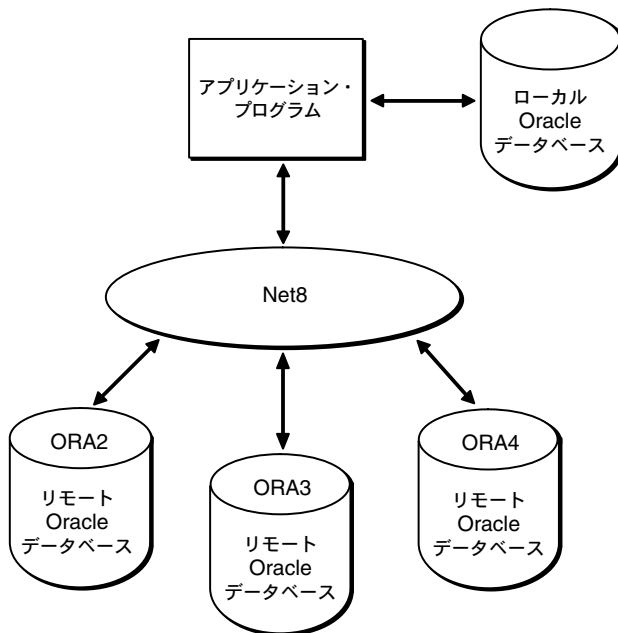 アプリケーション・
プログラム
ローカル
Oracle
データベース
Net8
ORA2
リモート
Oracle
データベース
ORA3
リモート
Oracle
データベース
ORA4
リモート
Oracle
データベース